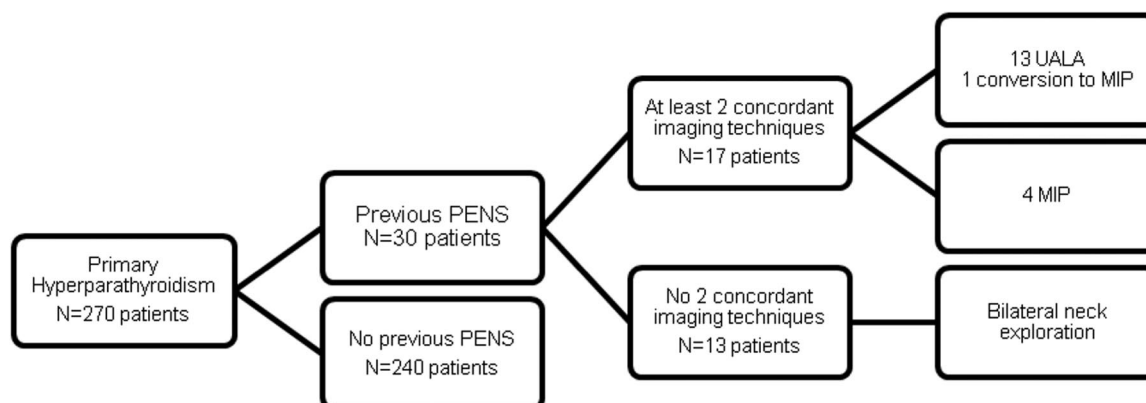 Primary
Hyperparathyroidism
N=270 patients
Previous PENS
N=30 patients
No previous PENS
N=240 patients
At least 2 concordant
imaging techniques
N=17 patients
No 2 concordant
imaging techniques
N=13 patients
13 UALA
1 conversion to MIP
4 MIP
Bilateral neck
exploration